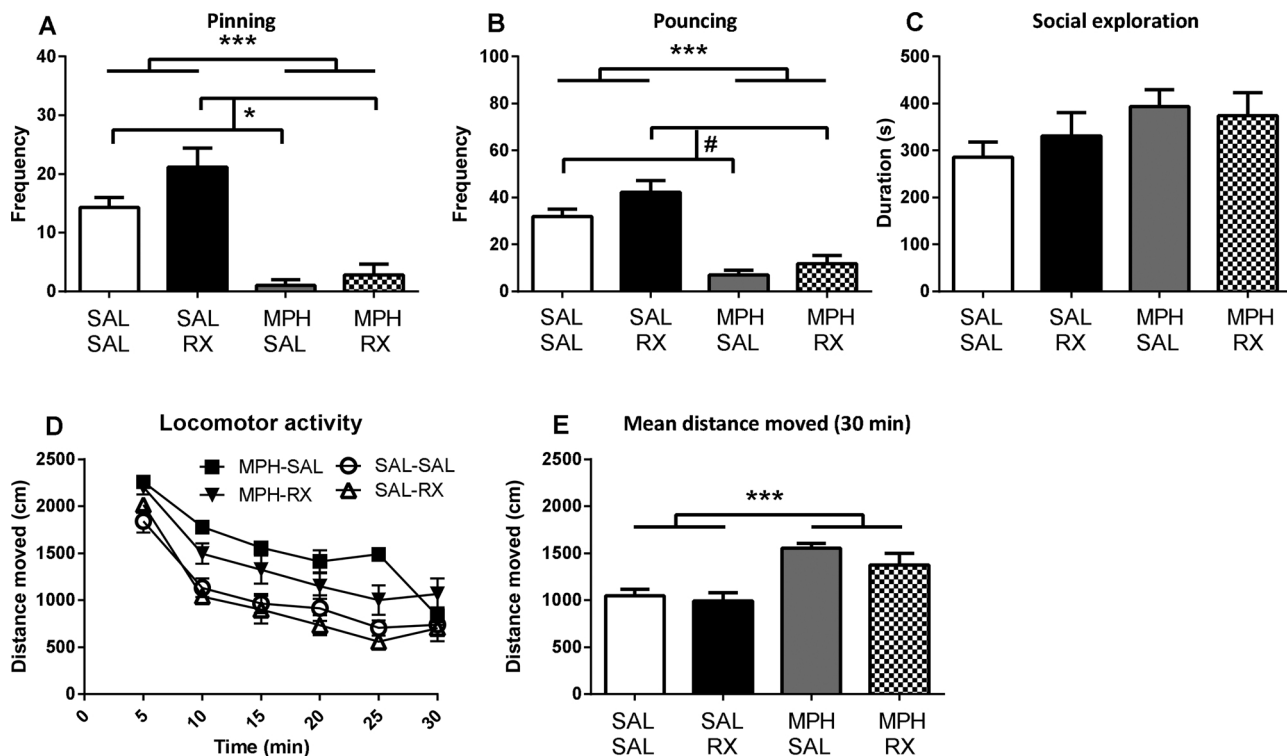 A
Pinning
***
*
40
30
20
10
0
Frequency
SAL
SAL
SAL
RX
MPH
SAL
MPH
RX
B
Pouncing
***
#
100
80
60
40
20
0
Frequency
SAL
SAL
SAL
RX
MPH
SAL
MPH
RX
C
Social exploration
500
400
300
200
100
0
Duration (s)
SAL
SAL
SAL
RX
MPH
SAL
MPH
RX
D
Locomotor activity
MPH-SAL
MPH-RX
SAL-SAL
SAL-RX
2500
2000
1500
1000
500
0
Distance moved (cm)
0 5 10 15 20 25 30
Time (min)
E
Mean distance moved (30 min)
***
2500
2000
1500
1000
500
0
Distance moved (cm)
SAL
SAL
SAL
RX
MPH
SAL
MPH
RX